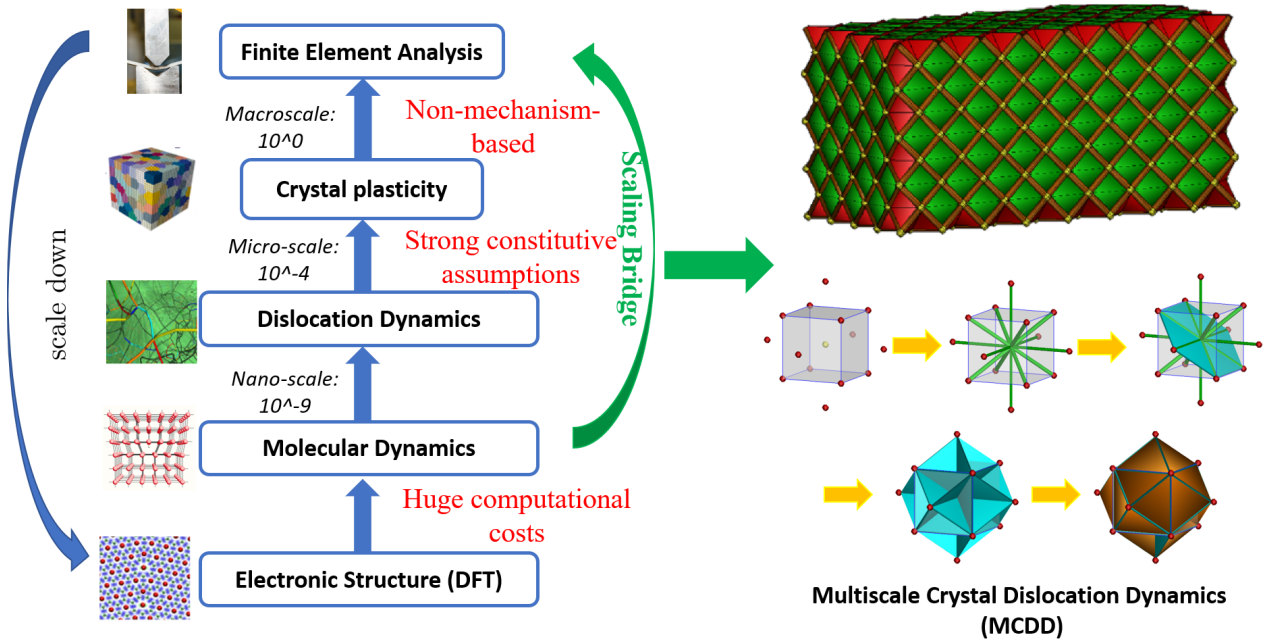 Finite Element Analysis
Macroscale:
10^0
Non-mechanism-
based
Crystal plasticity
Micro-scale:
10^-4
Strong constitutive
assumptions
Dislocation Dynamics
Nano-scale:
10^-9
Molecular Dynamics
Huge computational
costs
Electronic Structure (DFT)
scale down
Scaling Bridge
Multiscale Crystal Dislocation Dynamics
(MCDD)